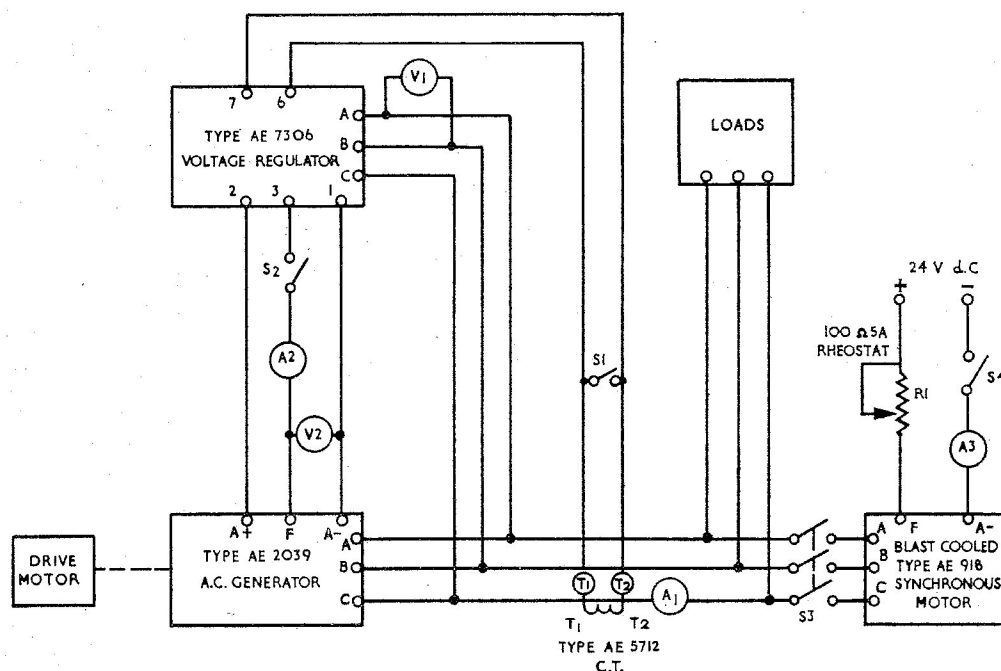 7
6
V1
A
TYPE AE 7306
VOLTAGE REGULATOR
B
C
2
3
1
LOADS
S2
24 V d.C
+
−
100 Ω 5A
RHEOSTAT
S1
S4
A2
R1
V2
A3
A+
F
A-
A
TYPE AE 2039
A.C. GENERATOR
B
C
DRIVE
MOTOR
T1
T2
A1
T1
T2
TYPE AE 5712
C.T.
S3
A
F
A-
B
C
BLAST COOLED
TYPE AE 918
SYNCHRONOUS
MOTOR